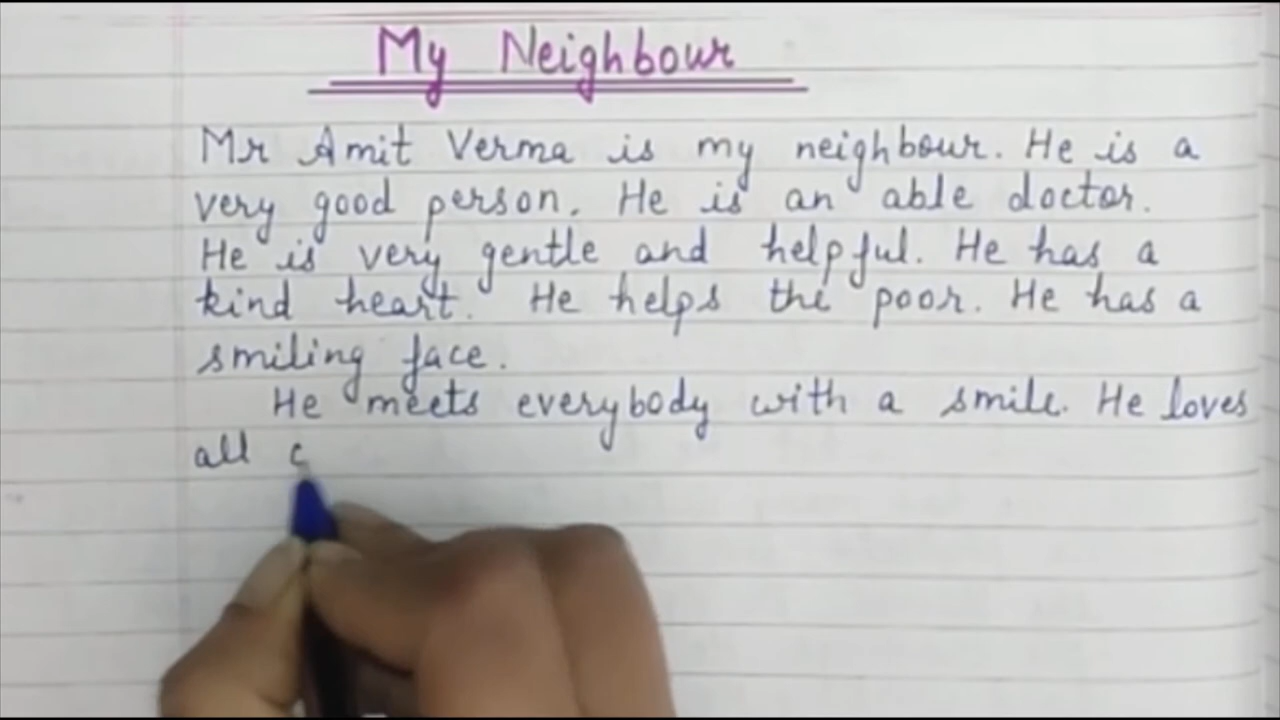 My Neighbour
Mr Amit Verma is my neighbour. He is a
very good person. He is an able doctor.
He is very gentle and helpful. He has a
kind heart. He helps the poor. He has a
smiling face.
He meets everybody with a smile. He loves
all